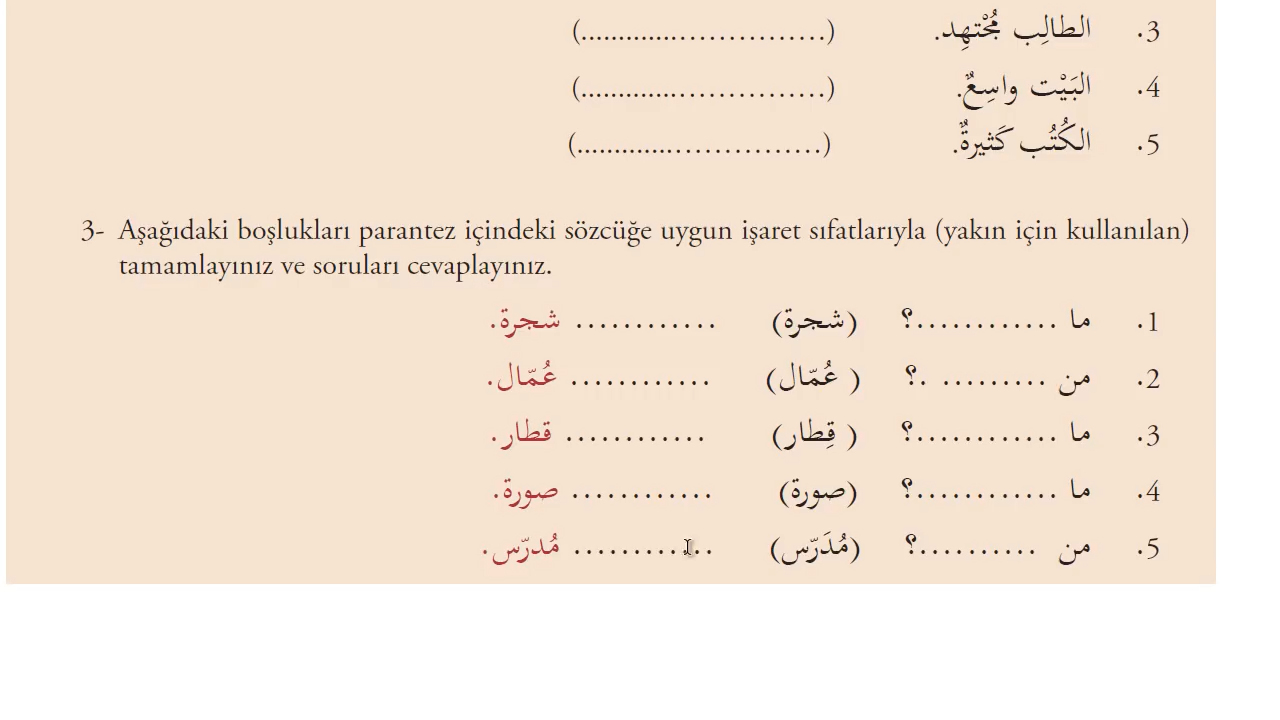 3. الطالِب مُجْتهِد. (...........................)
4. البَيْت واسِعٌ. (...........................)
5. الكُتُب كَثيرةٌ. (...........................)
3- Aşağıdaki boşlukları parantez içindeki sözcüğe uygun işaret sıfatlarıyla (yakın için kullanılan)
tamamlayınız ve soruları cevaplayınız.
1. ما ............؟ (شجرة) ............ شجرة.
2. من ......... .؟ ( عُمّال) ............ عُمّال.
3. ما ............؟ ( قِطار) ............ قطار.
4. ما ............؟ (صورة) ............ صورة.
5. من ..........؟ (مُدَرّس) ............ مُدرّس.